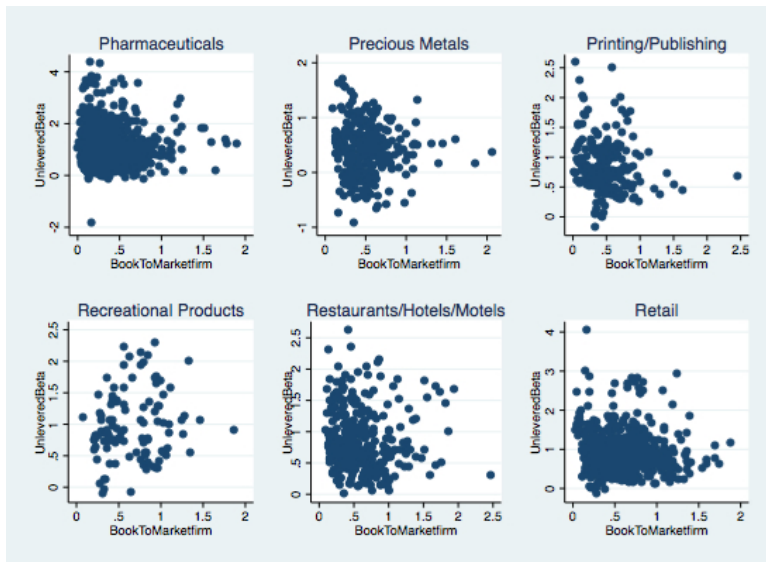 Pharmaceuticals
UnleveredBeta
4
2
0
-2
0 .5 1 1.5 2
BookToMarketfirm
Precious Metals
UnleveredBeta
2
1
0
-1
0 .5 1 1.5 2
BookToMarketfirm
Printing/Publishing
UnleveredBeta
2.5
2
1.5
1
.5
0
0 .5 1 1.5 2 2.5
BookToMarketfirm
Recreational Products
UnleveredBeta
2.5
2
1.5
1
.5
0
0 .5 1 1.5 2
BookToMarketfirm
Restaurants/Hotels/Motels
UnleveredBeta
2.5
2
1.5
1
.5
0
0 .5 1 1.5 2 2.5
BookToMarketfirm
Retail
UnleveredBeta
4
3
2
1
0
0 .5 1 1.5 2
BookToMarketfirm